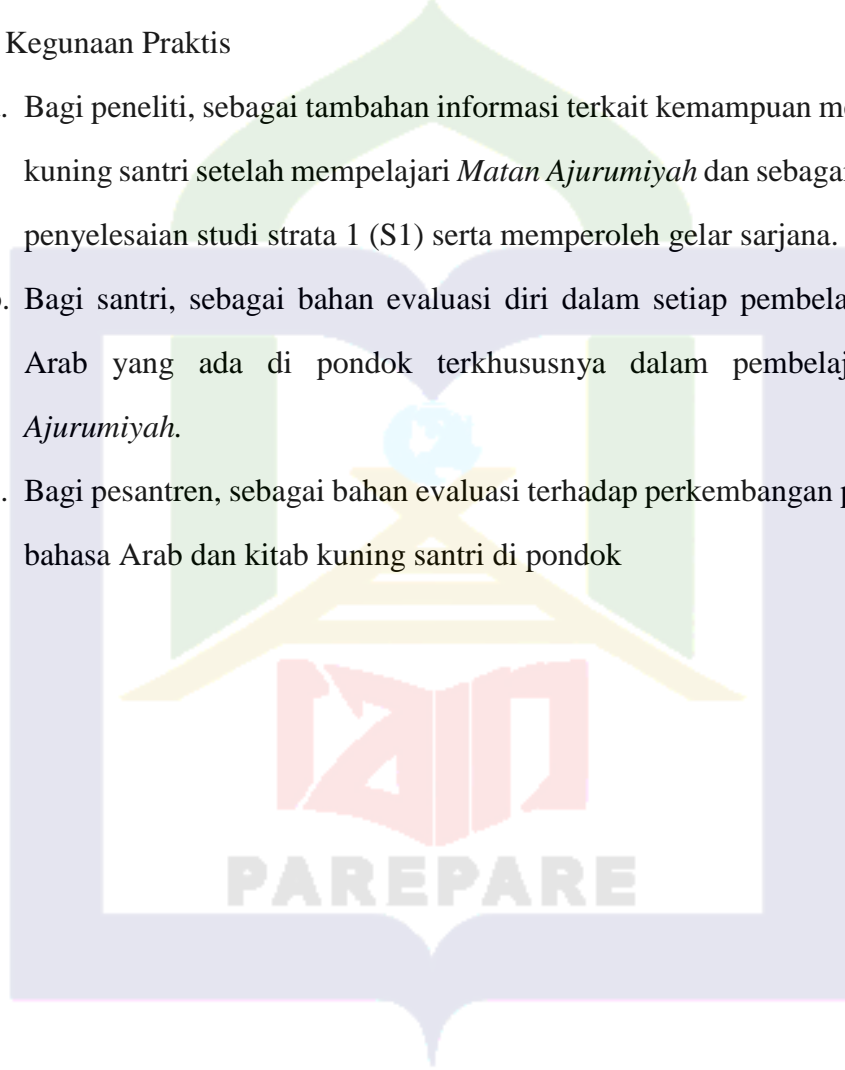 Kegunaan Praktis
. Bagi peneliti, sebagai tambahan informasi terkait kemampuan
kuning santri setelah mempelajari Matan Ajurumiyah dan sebagai
penyelesaian studi strata 1 (S1) serta memperoleh gelar sarjana.
. Bagi santri, sebagai bahan evaluasi diri dalam setiap
Arab yang ada di pondok terkhususnya dalam
Ajurumiyah.
. Bagi pesantren, sebagai bahan evaluasi terhadap perkembangan
bahasa Arab dan kitab kuning santri di pondok
iain
PAREPARE